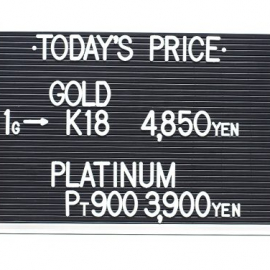 ·TODAY'S PRICE·
GOLD
1G→ K18 4,850YEN
PLATINUM
PT900 3,900YEN